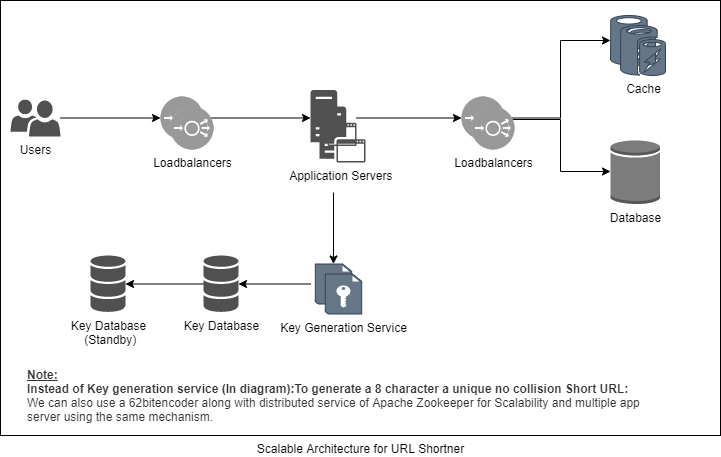 Cache
Users
Loadbalancers
Application Servers
Loadbalancers
Database
Key Database
(Standby)
Key Database
Key Generation Service
Note:
Instead of Key generation service (In diagram):To generate a 8 character a unique no collision Short URL:
We can also use a 62bitencoder along with distributed service of Apache Zookeeper for Scalability and multiple app
server using the same mechanism.
Scalable Architecture for URL Shortner